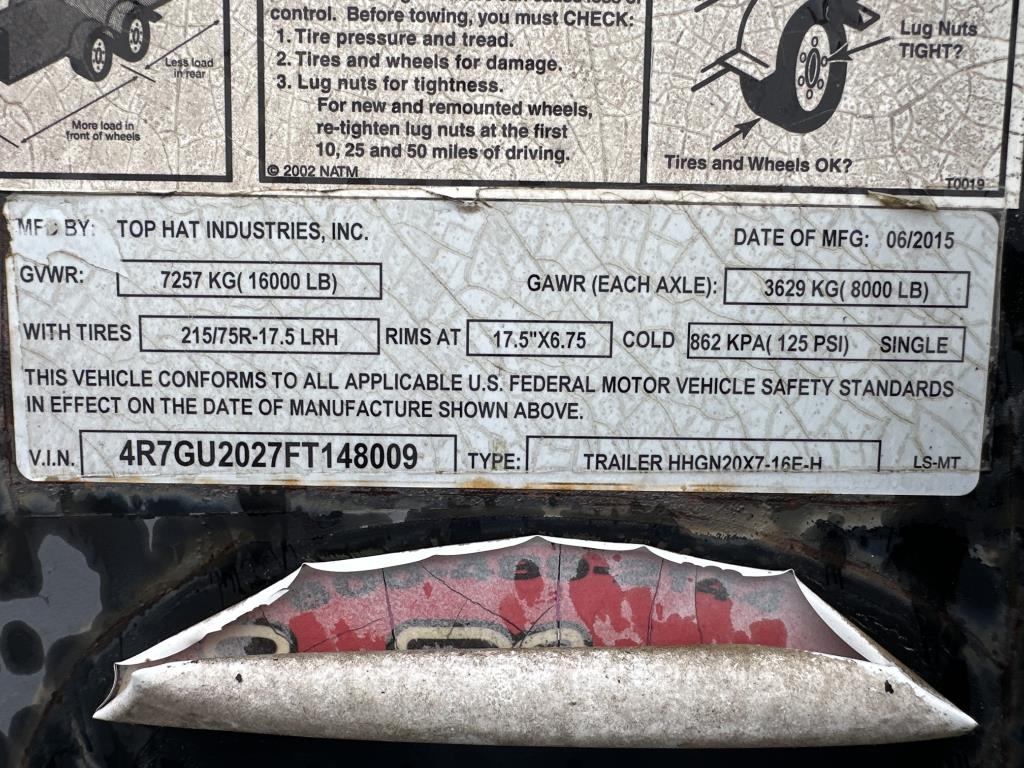 Less load
in rear
More load in
front of wheels
control. Before towing, you must CHECK:
1. Tire pressure and tread.
2. Tires and wheels for damage.
3. Lug nuts for tightness.
For new and remounted wheels,
re-tighten lug nuts at the first
10, 25 and 50 miles of driving.
© 2002 NATM
Lug Nuts
TIGHT?
Tires and Wheels OK?
T0019
MFD BY: TOP HAT INDUSTRIES, INC. DATE OF MFG: 06/2015
GVWR: 7257 KG( 16000 LB) GAWR (EACH AXLE): 3629 KG( 8000 LB)
WITH TIRES 215/75R-17.5 LRH RIMS AT 17.5"X6.75 COLD 862 KPA( 125 PSI) SINGLE
THIS VEHICLE CONFORMS TO ALL APPLICABLE U.S. FEDERAL MOTOR VEHICLE SAFETY STANDARDS
IN EFFECT ON THE DATE OF MANUFACTURE SHOWN ABOVE.
V.I.N. 4R7GU2027FT148009 TYPE: TRAILER HHGN20X7-16E-H LS-MT